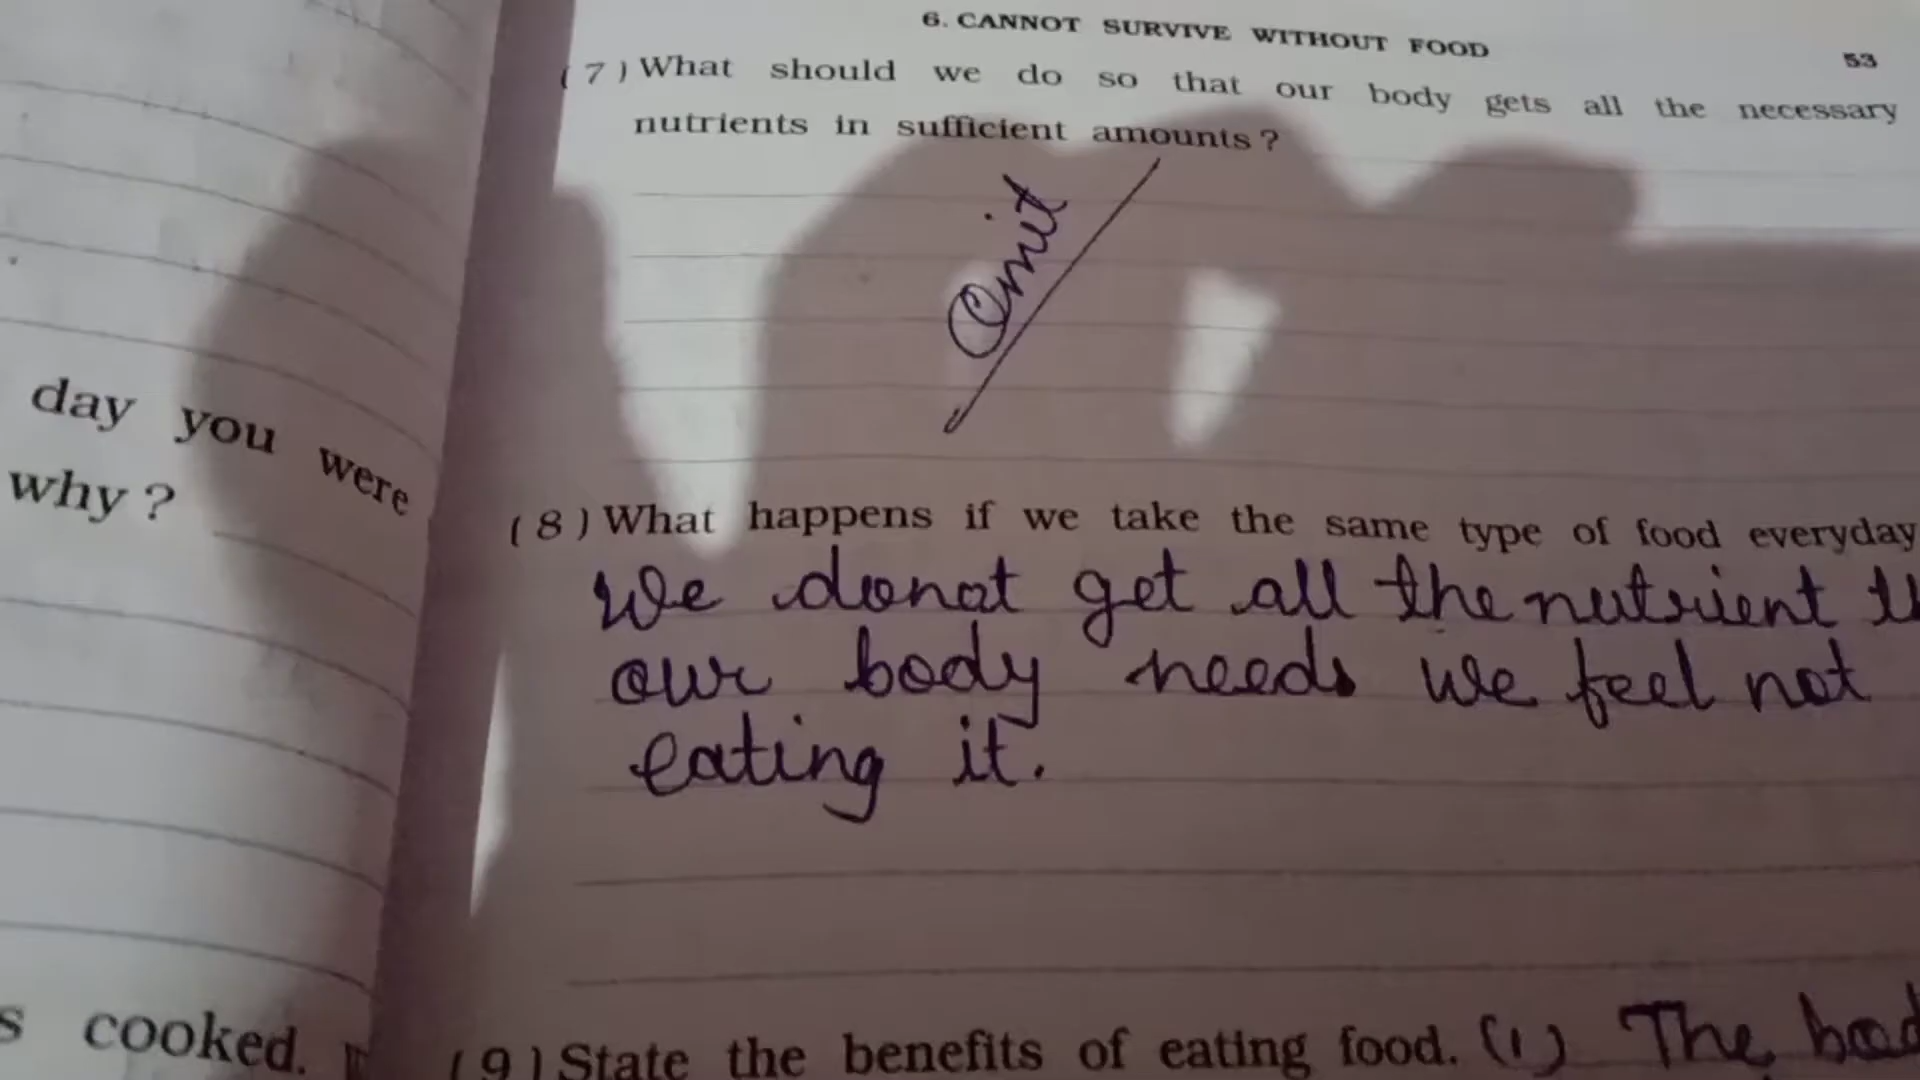 6. CANNOT SURVIVE WITHOUT FOOD
53
(7) What should we do so that our body gets all the necessary
nutrients in sufficient amounts?
Omit
day you were
why?
(8) What happens if we take the same type of food everyday
We donot get all the nutrient
our body needs we feel not
eating it.
s cooked.
(9) State the benefits of eating food. (1) The